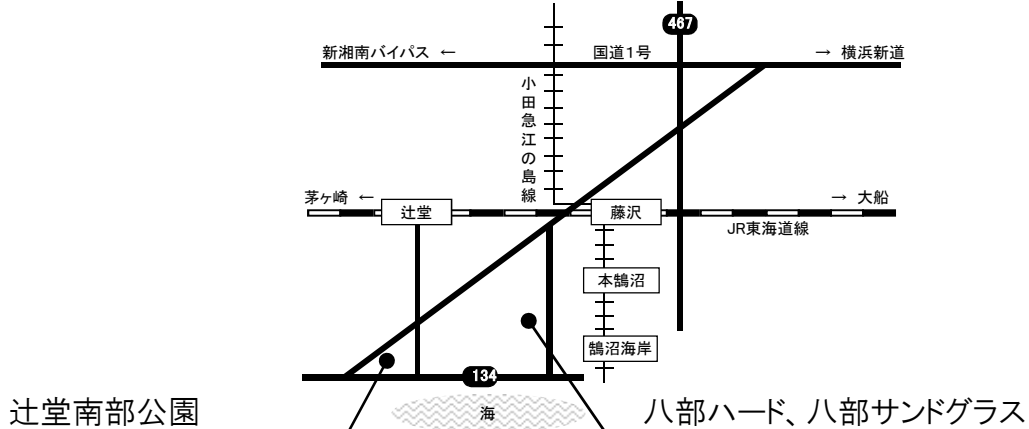 467
新湘南バイパス ←
国道1号
→ 横浜新道
小田急江の島線
茅ヶ崎 ←
→ 大船
辻堂
藤沢
JR東海道線
本鵠沼
鵠沼海岸
134
海
辻堂南部公園
八部ハード、八部サンドグラス